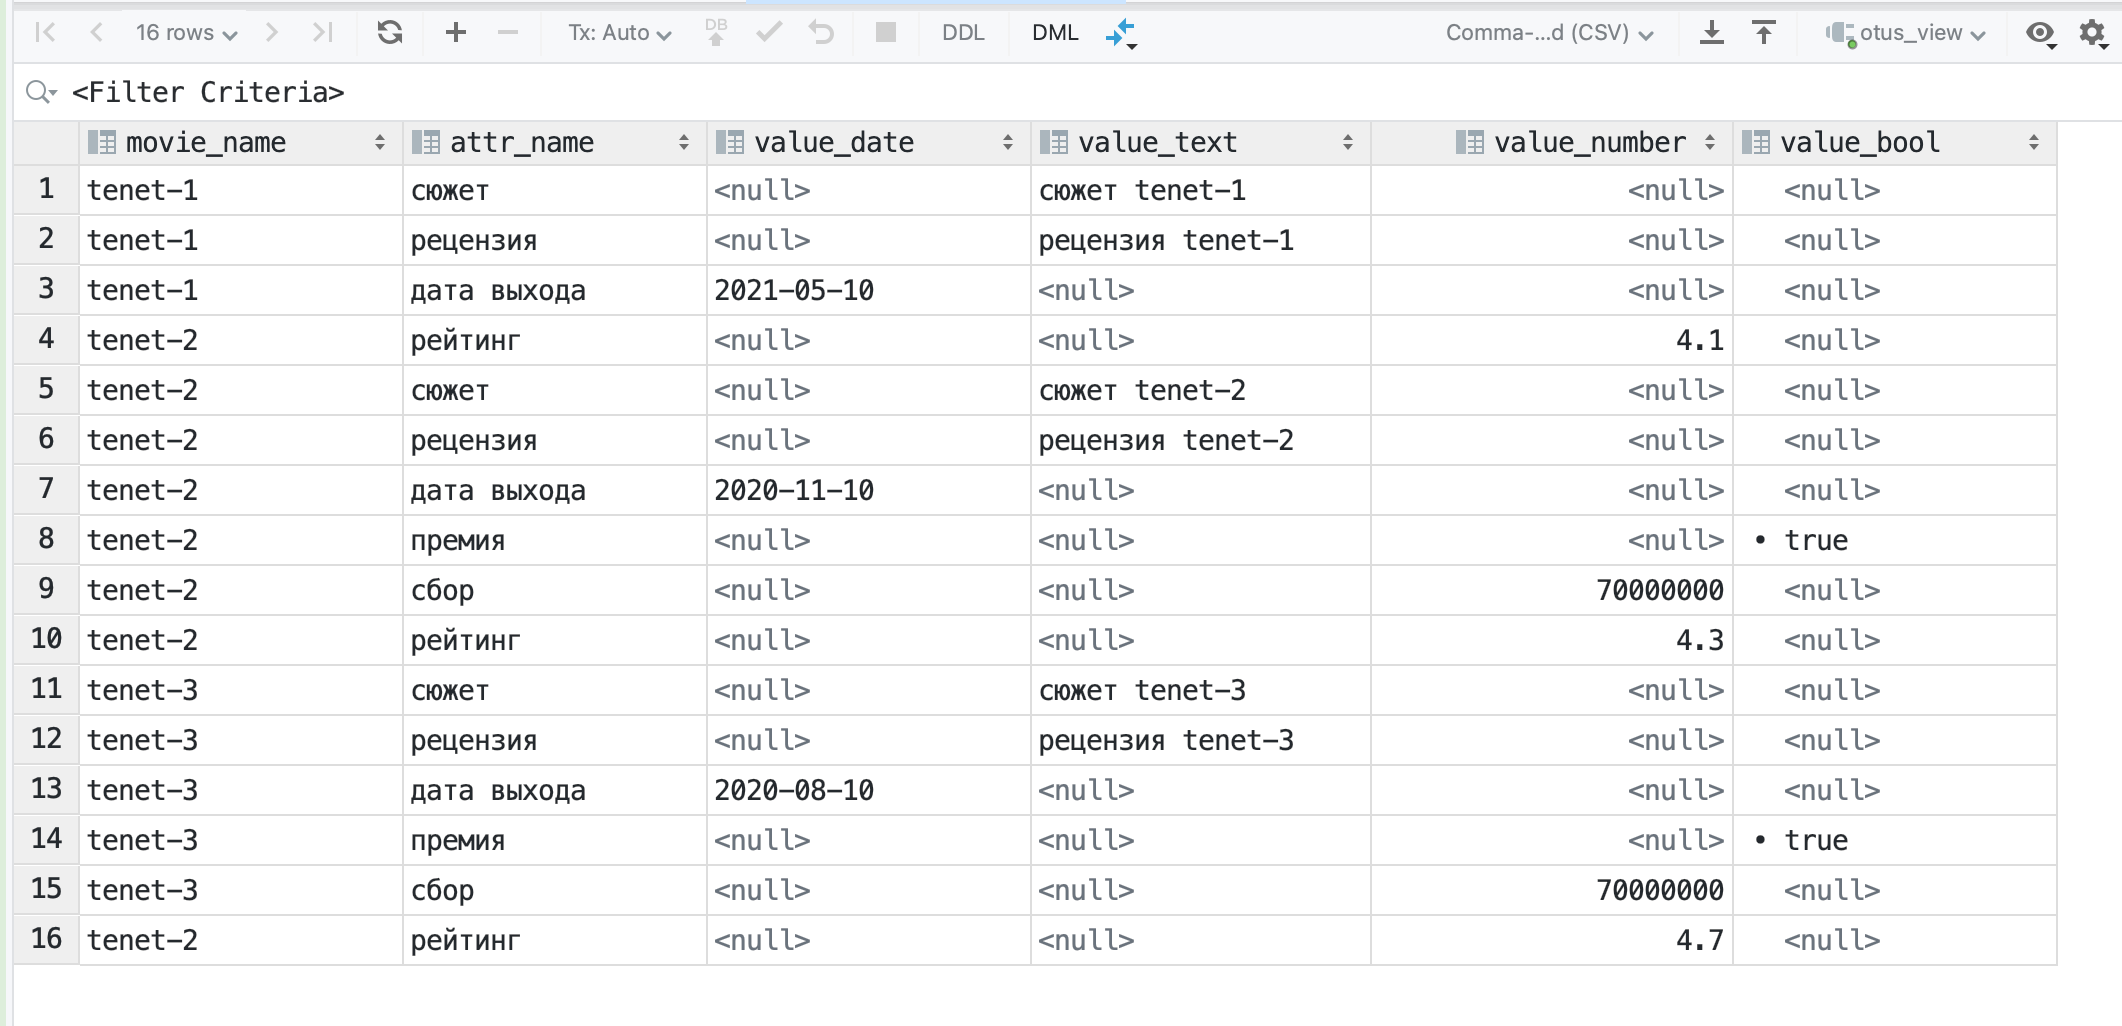 16 rows Tx: Auto DB DDL DML Comma-...d (CSV) otus_view
<Filter Criteria>
movie_name attr_name value_date value_text value_number value_bool
1 tenet-1 сюжет <null> сюжет tenet-1 <null> <null>
2 tenet-1 рецензия <null> рецензия tenet-1 <null> <null>
3 tenet-1 дата выхода 2021-05-10 <null> <null> <null>
4 tenet-2 рейтинг <null> <null> 4.1 <null>
5 tenet-2 сюжет <null> сюжет tenet-2 <null> <null>
6 tenet-2 рецензия <null> рецензия tenet-2 <null> <null>
7 tenet-2 дата выхода 2020-11-10 <null> <null> <null>
8 tenet-2 премия <null> <null> <null> • true
9 tenet-2 сбор <null> <null> 70000000 <null>
10 tenet-2 рейтинг <null> <null> 4.3 <null>
11 tenet-3 сюжет <null> сюжет tenet-3 <null> <null>
12 tenet-3 рецензия <null> рецензия tenet-3 <null> <null>
13 tenet-3 дата выхода 2020-08-10 <null> <null> <null>
14 tenet-3 премия <null> <null> <null> • true
15 tenet-3 сбор <null> <null> 70000000 <null>
16 tenet-2 рейтинг <null> <null> 4.7 <null>